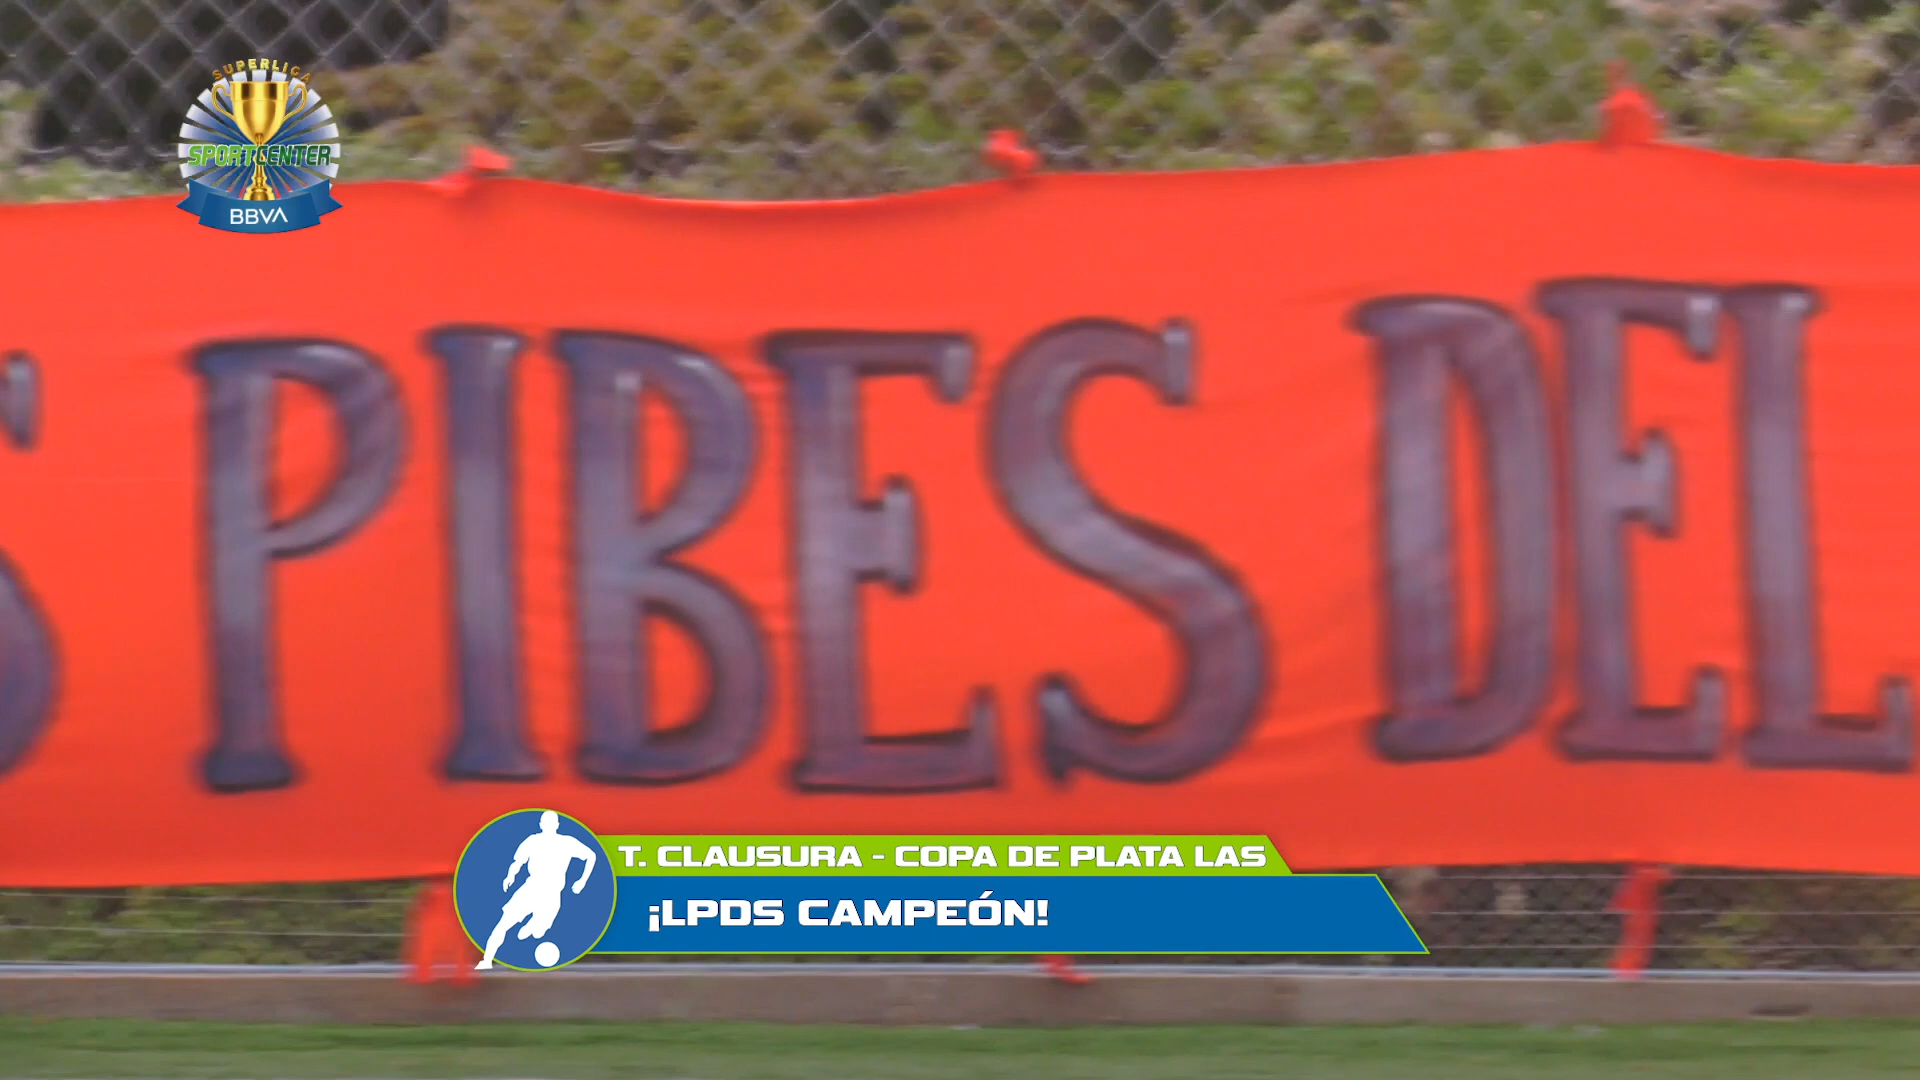 SUPERLIGA
SPORTCENTER
BBVA
S PIBES DEL
T. CLAUSURA - COPA DE PLATA LAS
¡LPDS CAMPEÓN!